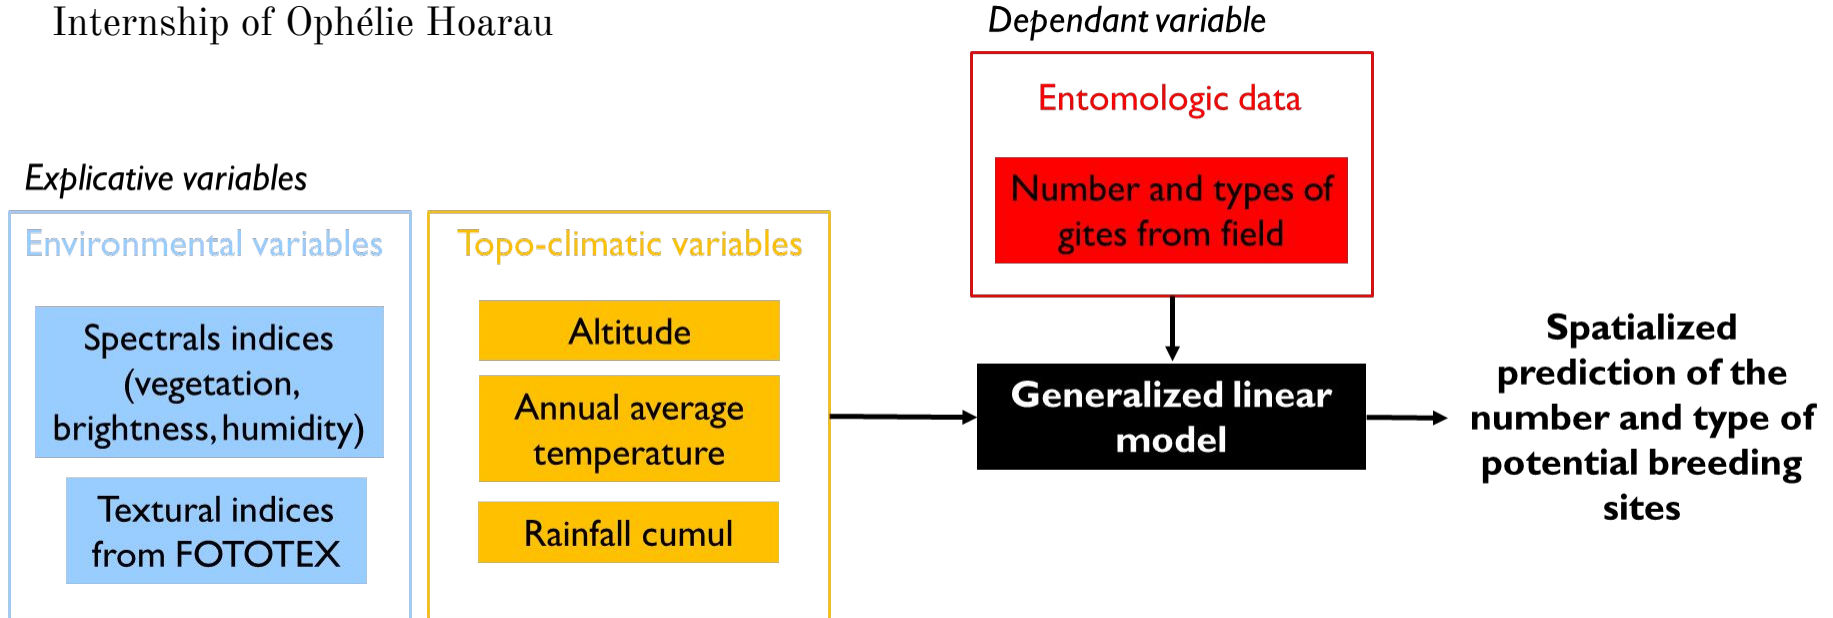 Internship of Ophélie Hoarau
Dependant variable
Entomologic data
Number and types of
gites from field
Explicative variables
Environmental variables
Spectrals indices
(vegetation,
brightness, humidity)
Textural indices
from FOTOTEX
Topo-climatic variables
Altitude
Annual average
temperature
Rainfall cumul
Generalized linear
model
Spatialized
prediction of the
number and type of
potential breeding
sites